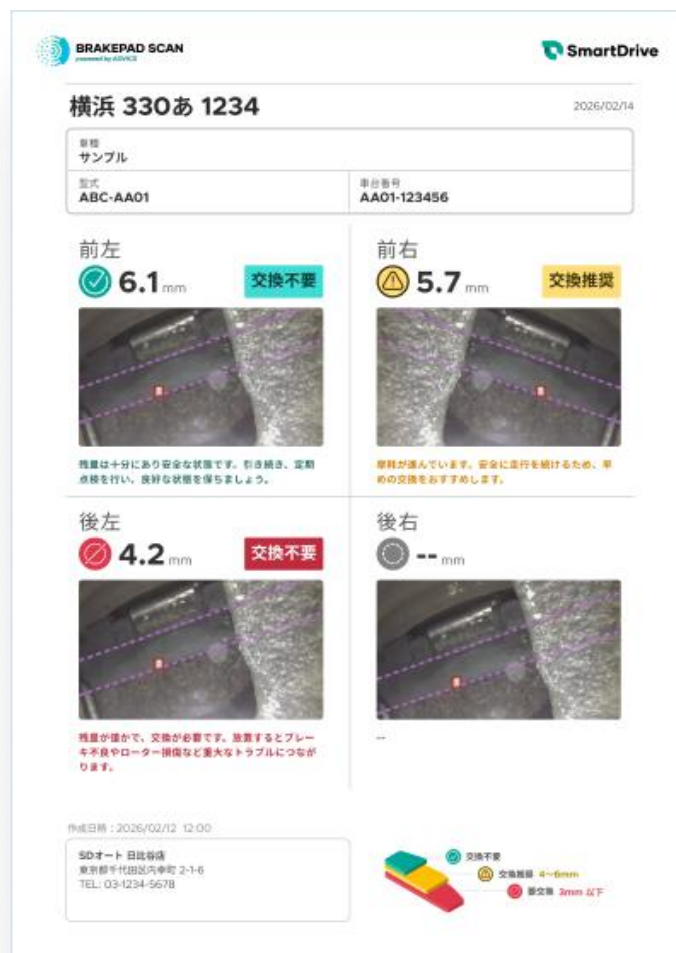 BRAKEPAD SCAN
powered by ADVICS
SmartDrive
横浜 330あ 1234
2026/02/14
車種
サンプル
型式
ABC-AA01
車台番号
AA01-123456
前左
6.1 mm
交換不要
残量は十分にあり安全な状態です。引き続き、定期
点検を行い、良好な状態を保ちましょう。
前右
5.7 mm
交換推奨
摩耗が進んでいます。安全に走行を続けるため、早
めの交換をおすすめします。
後左
4.2 mm
交換不要
残量が僅かで、交換が必要です。放置するとブレー
キ不良やローター損傷など重大なトラブルにつなが
ります。
後右
-- mm
--
作成日時：2026/02/12 12:00
SDオート 日比谷店
東京都千代田区内幸町 2-1-6
TEL: 03-1234-5678
交換不要
交換推奨 4〜6mm
要交換 3mm 以下